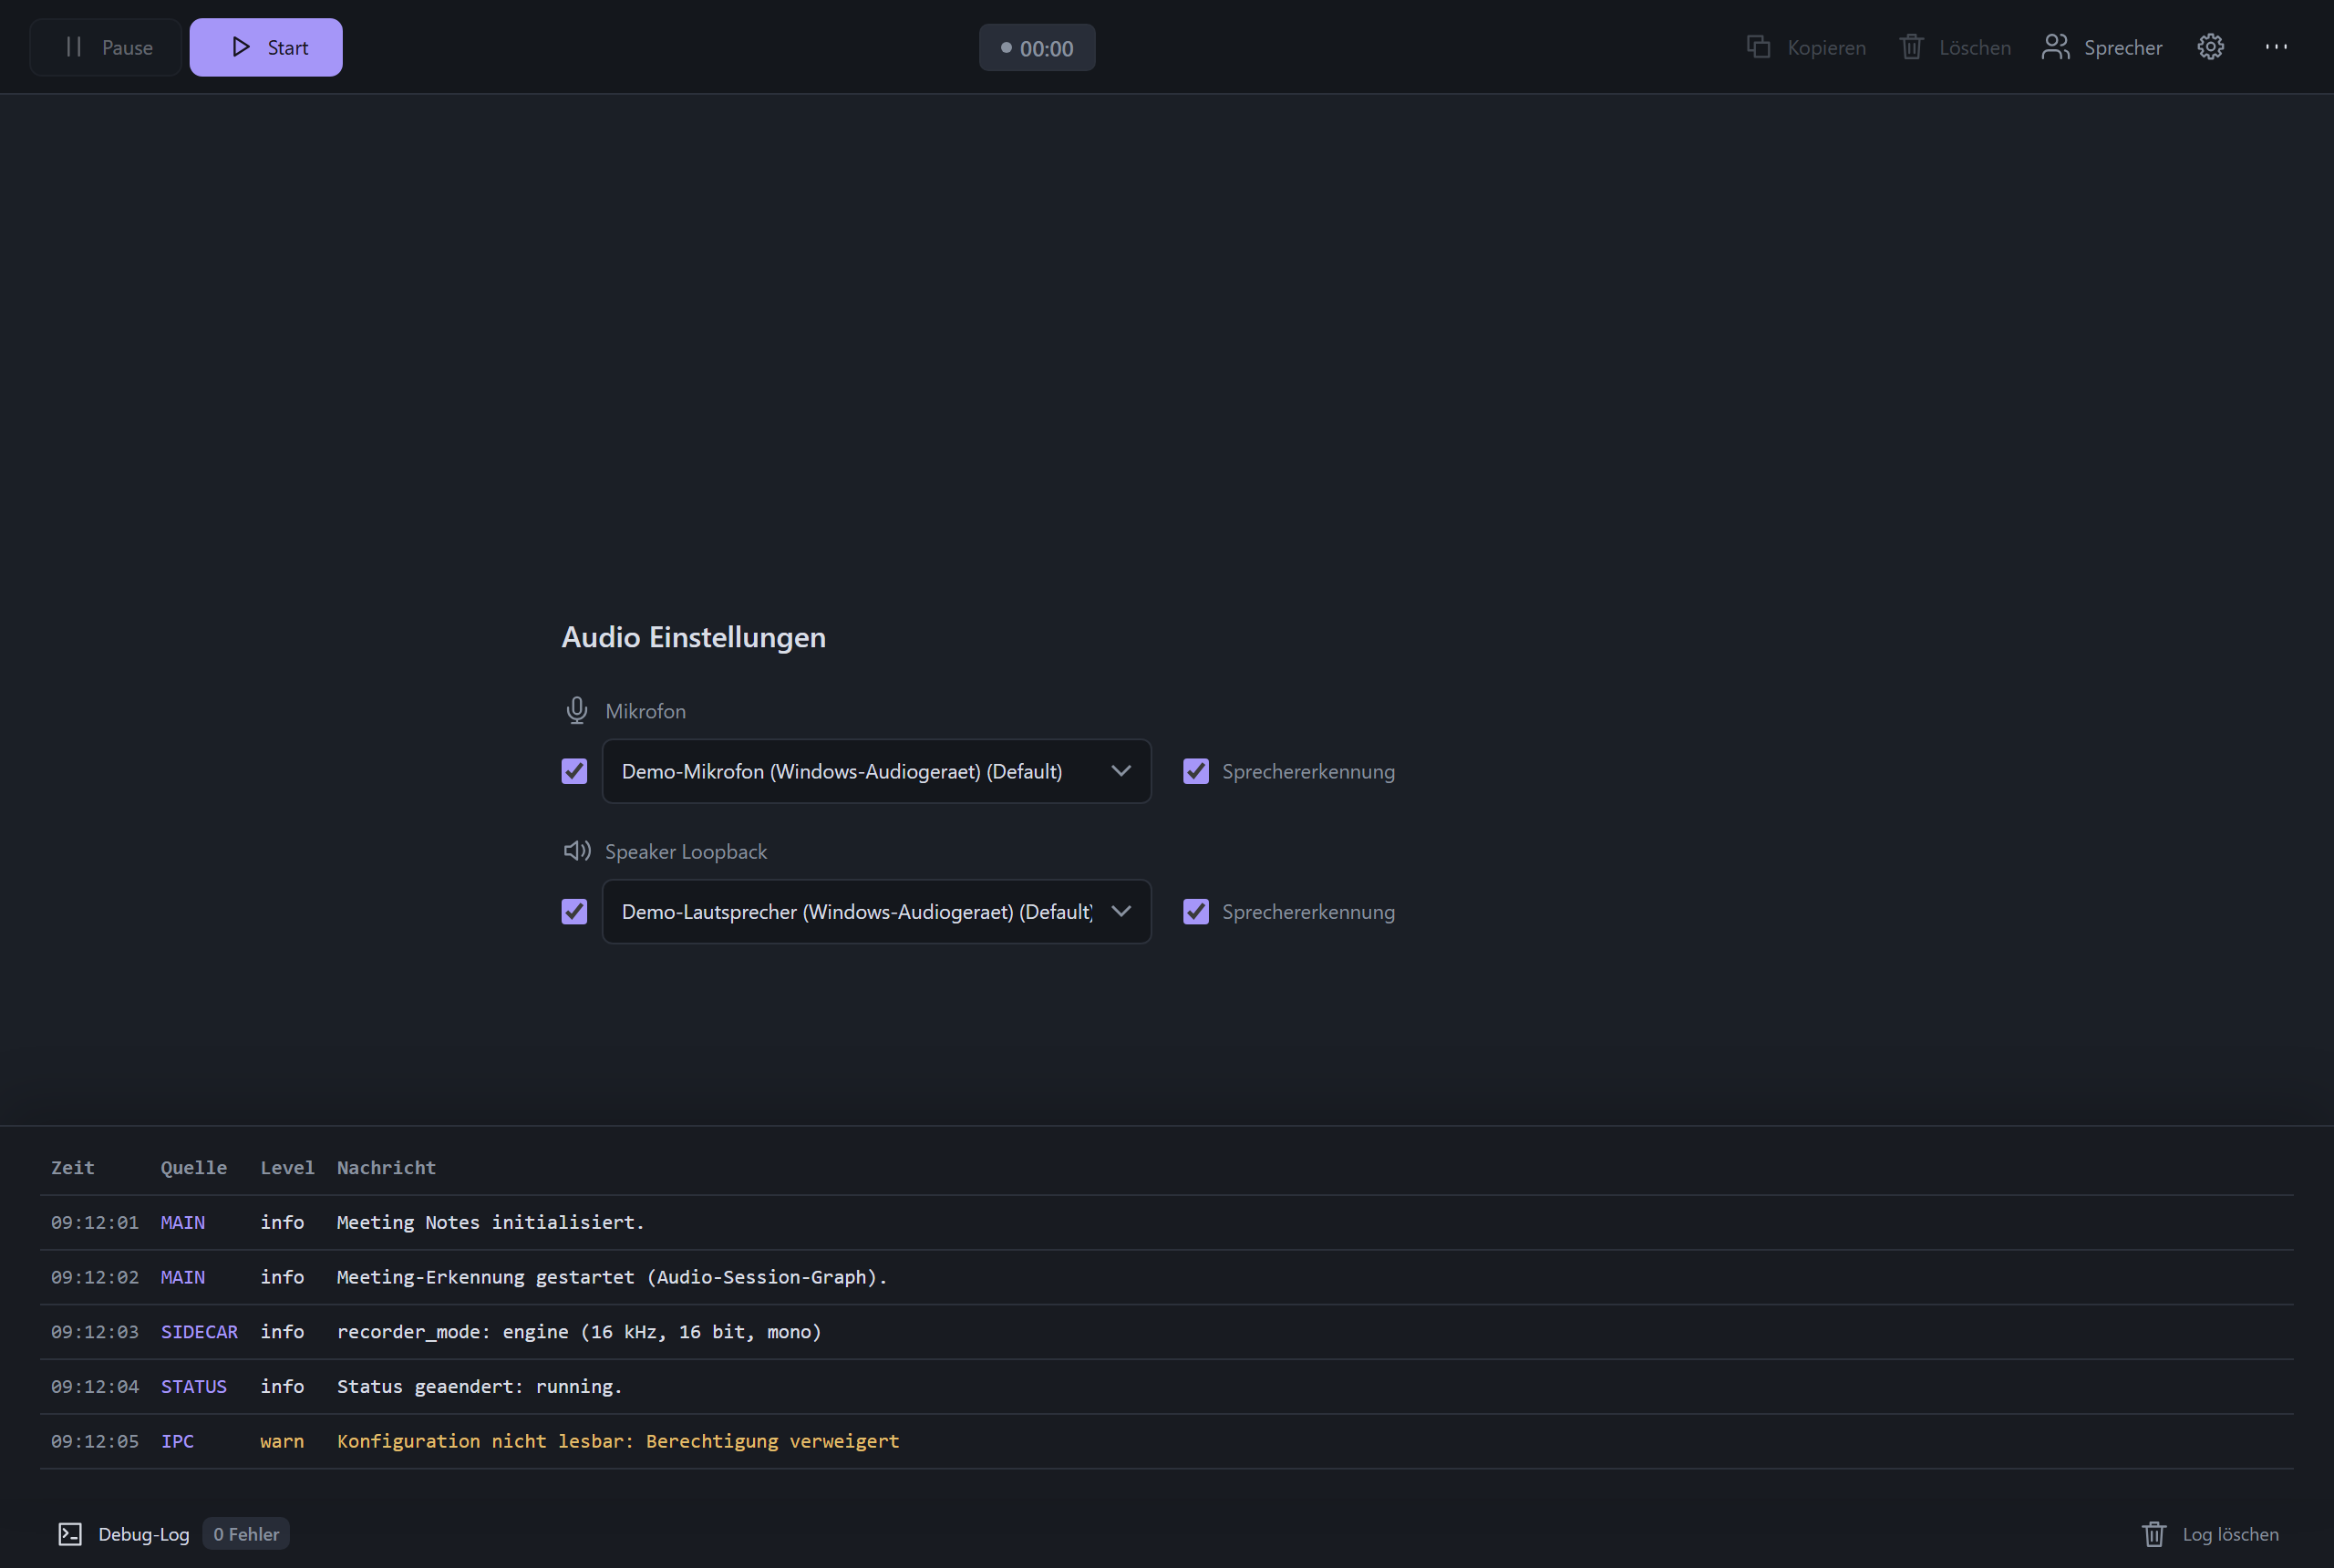 Pause Start 00:00 Kopieren Löschen Sprecher
Audio Einstellungen
Mikrofon
Demo-Mikrofon (Windows-Audiogeraet) (Default) Sprechererkennung
Speaker Loopback
Demo-Lautsprecher (Windows-Audiogeraet) (Default) Sprechererkennung
Zeit Quelle Level Nachricht
09:12:01 MAIN info Meeting Notes initialisiert.
09:12:02 MAIN info Meeting-Erkennung gestartet (Audio-Session-Graph).
09:12:03 SIDECAR info recorder_mode: engine (16 kHz, 16 bit, mono)
09:12:04 STATUS info Status geaendert: running.
09:12:05 IPC warn Konfiguration nicht lesbar: Berechtigung verweigert
Debug-Log 0 Fehler Log löschen